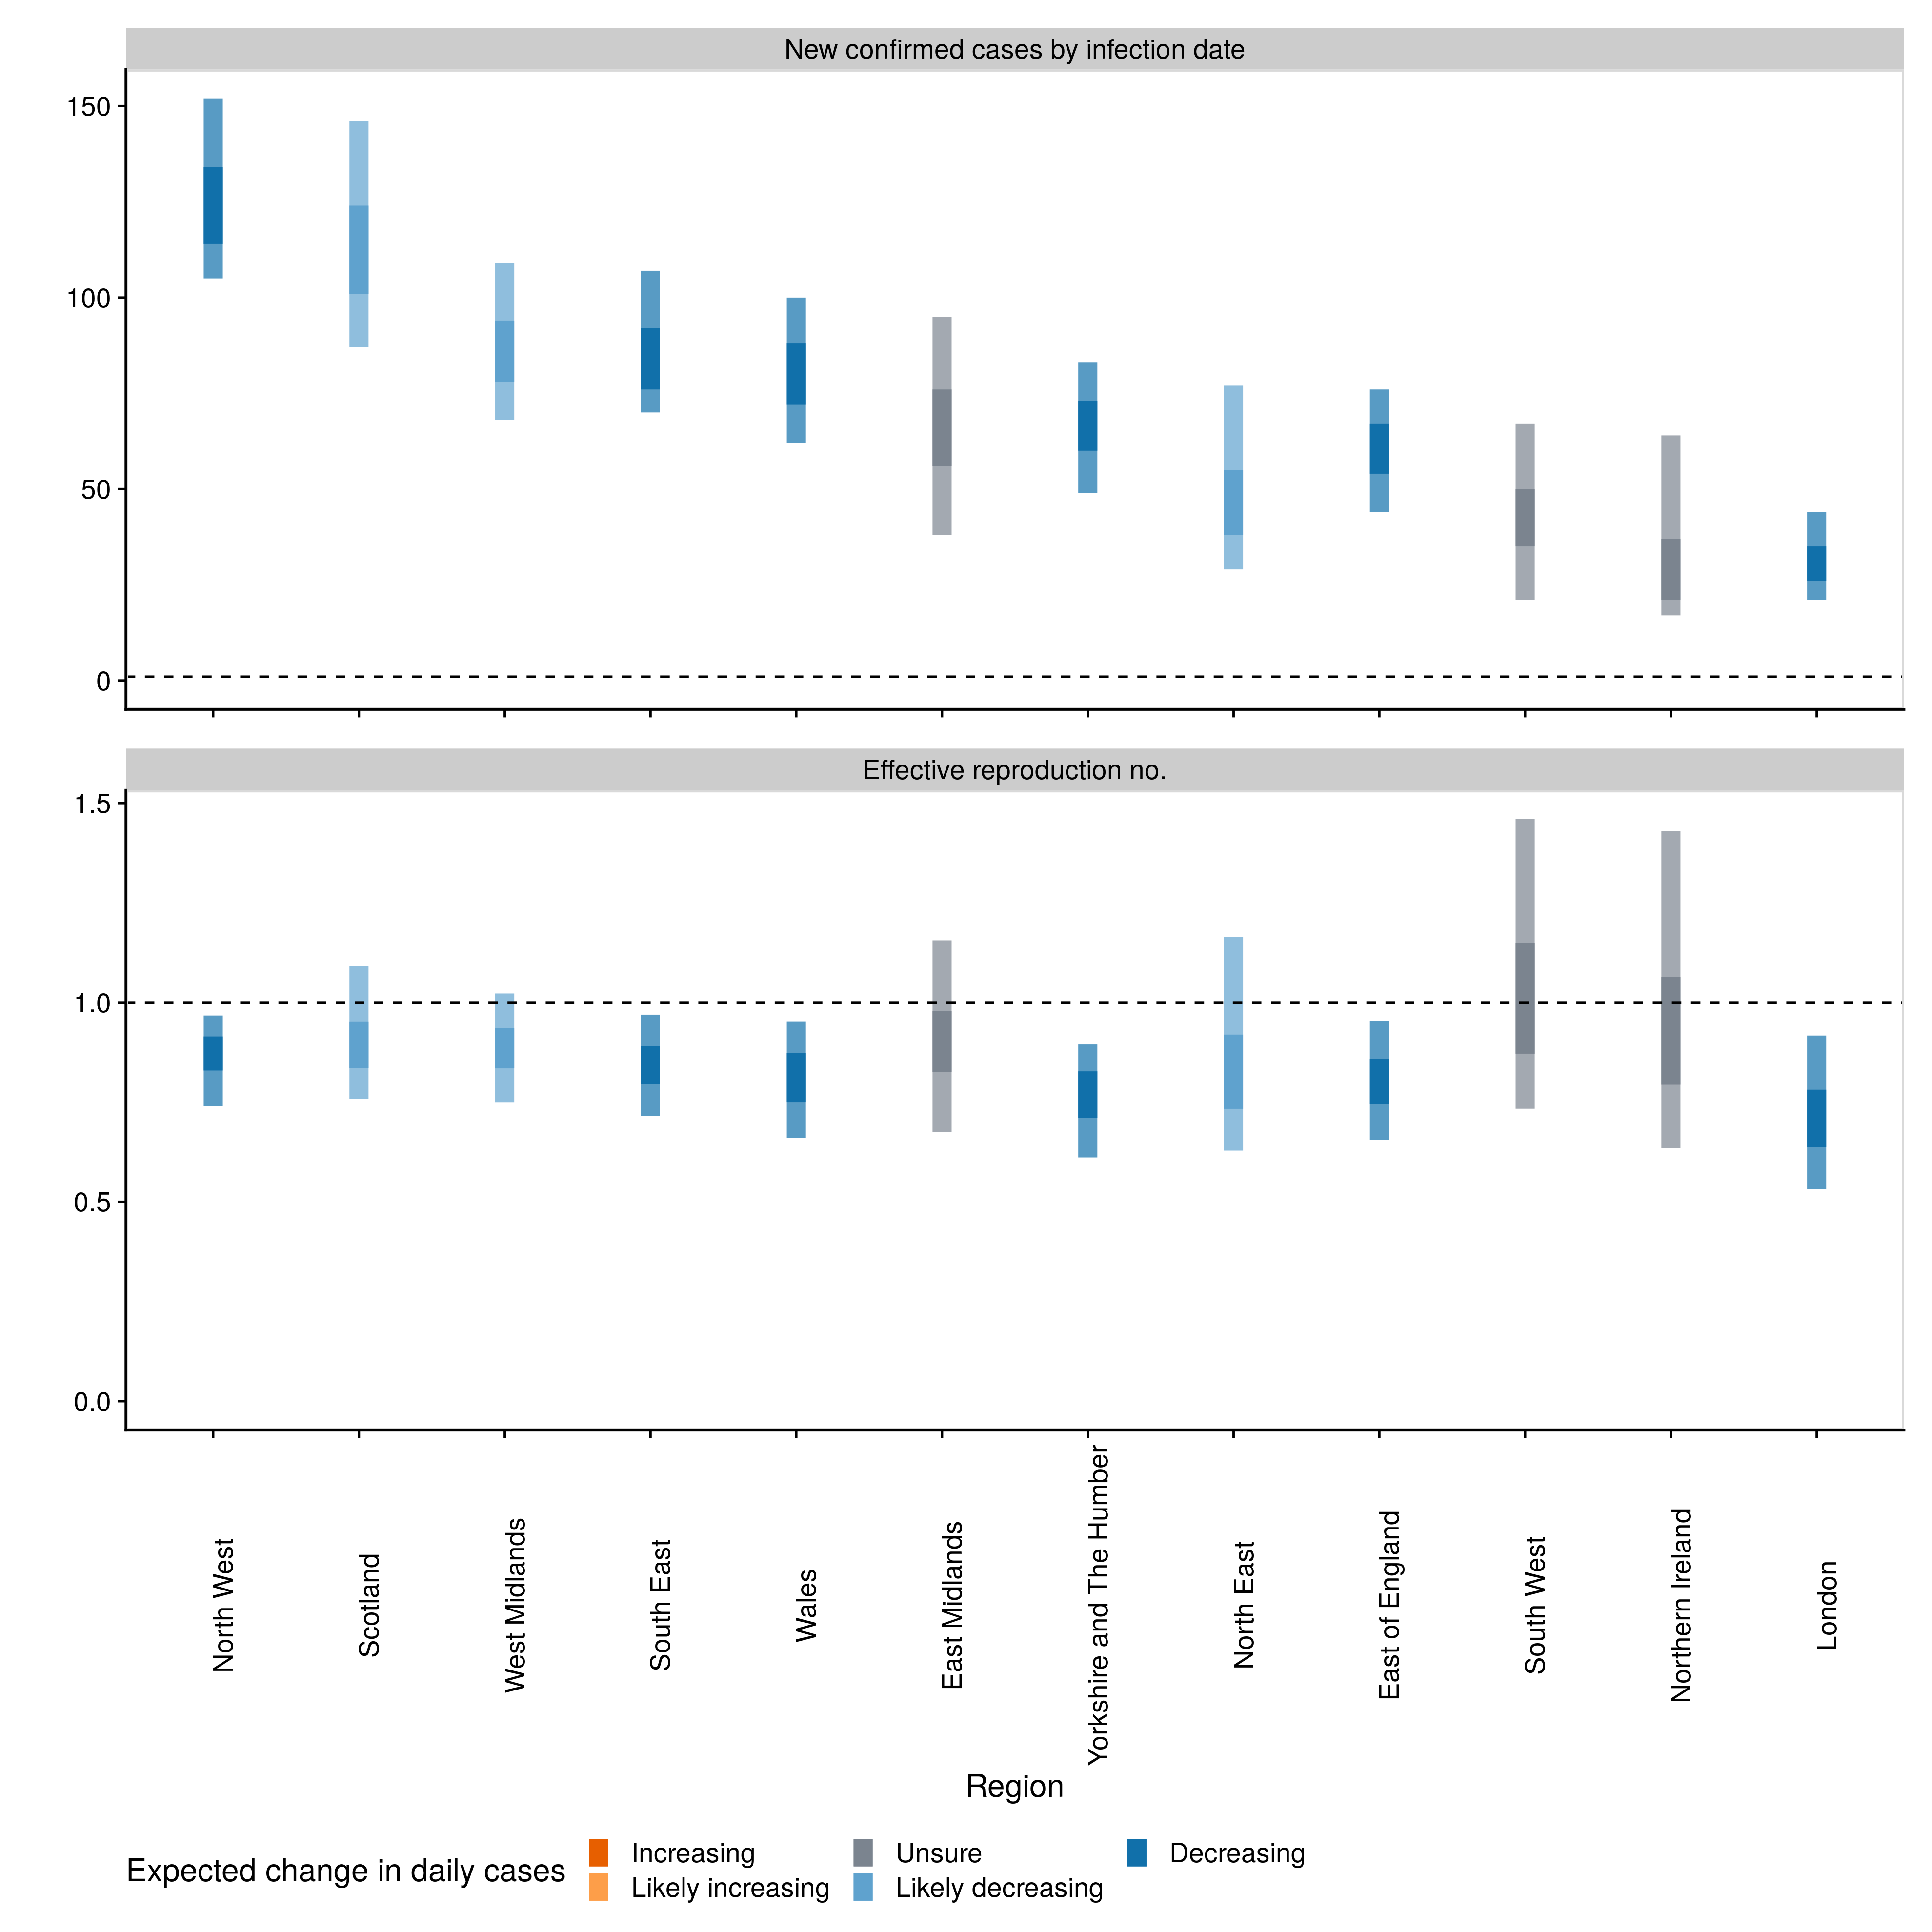 New confirmed cases by infection date
150
100
50
0
Effective reproduction no.
1.5
1.0
0.5
0.0
North West
Scotland
West Midlands
South East
Wales
East Midlands
Yorkshire and The Humber
North East
East of England
South West
Northern Ireland
London
Region
Expected change in daily cases
Increasing
Likely increasing
Unsure
Likely decreasing
Decreasing